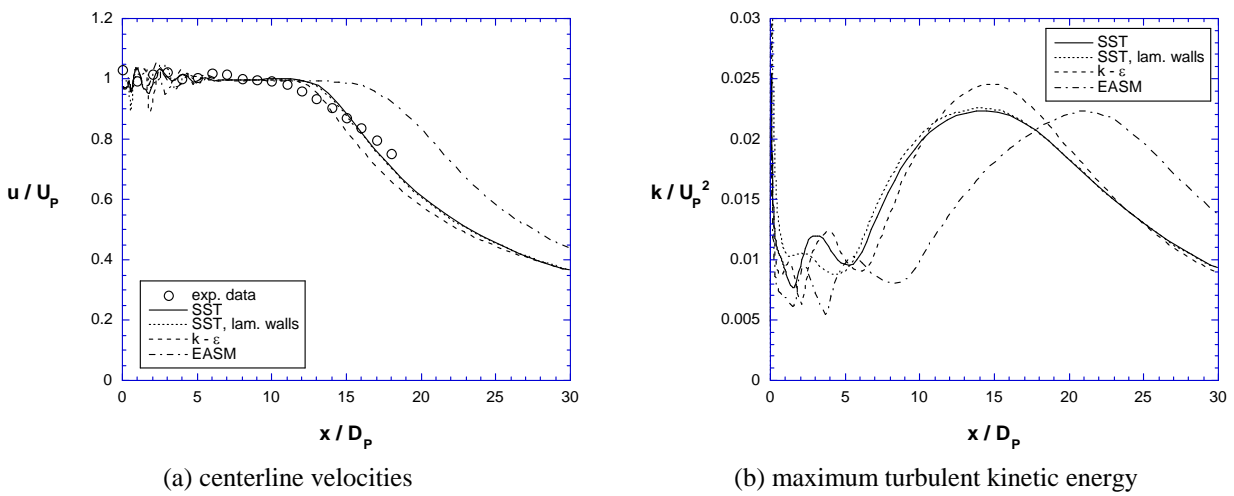 1.2
1
0.8
0.6
0.4
0.2
0
u / U_P
0 5 10 15 20 25 30
x / D_P
exp. data
SST
SST, lam. walls
k - ε
EASM
(a) centerline velocities
0.03
0.025
0.02
0.015
0.01
0.005
0
k / U_P^2
0 5 10 15 20 25 30
x / D_P
SST
SST, lam. walls
k - ε
EASM
(b) maximum turbulent kinetic energy